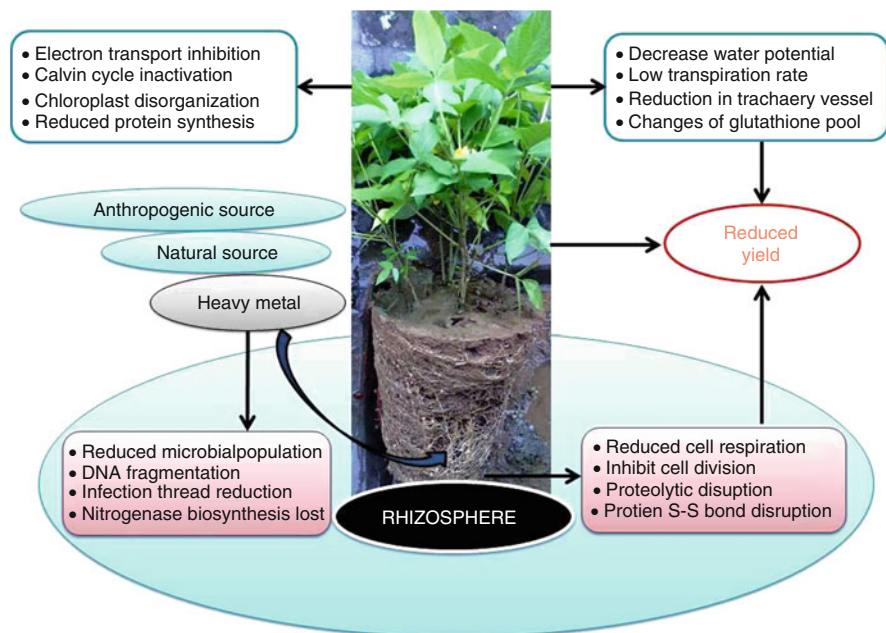 • Electron transport inhibition
• Calvin cycle inactivation
• Chloroplast disorganization
• Reduced protein synthesis
• Decrease water potential
• Low transpiration rate
• Reduction in trachaery vessel
• Changes of glutathione pool
Anthropogenic source
Natural source
Heavy metal
Reduced
yield
• Reduced microbialpopulation
• DNA fragmentation
• Infection thread reduction
• Nitrogenase biosynthesis lost
• Reduced cell respiration
• Inhibit cell division
• Proteolytic disuption
• Protien S-S bond disruption
RHIZOSPHERE